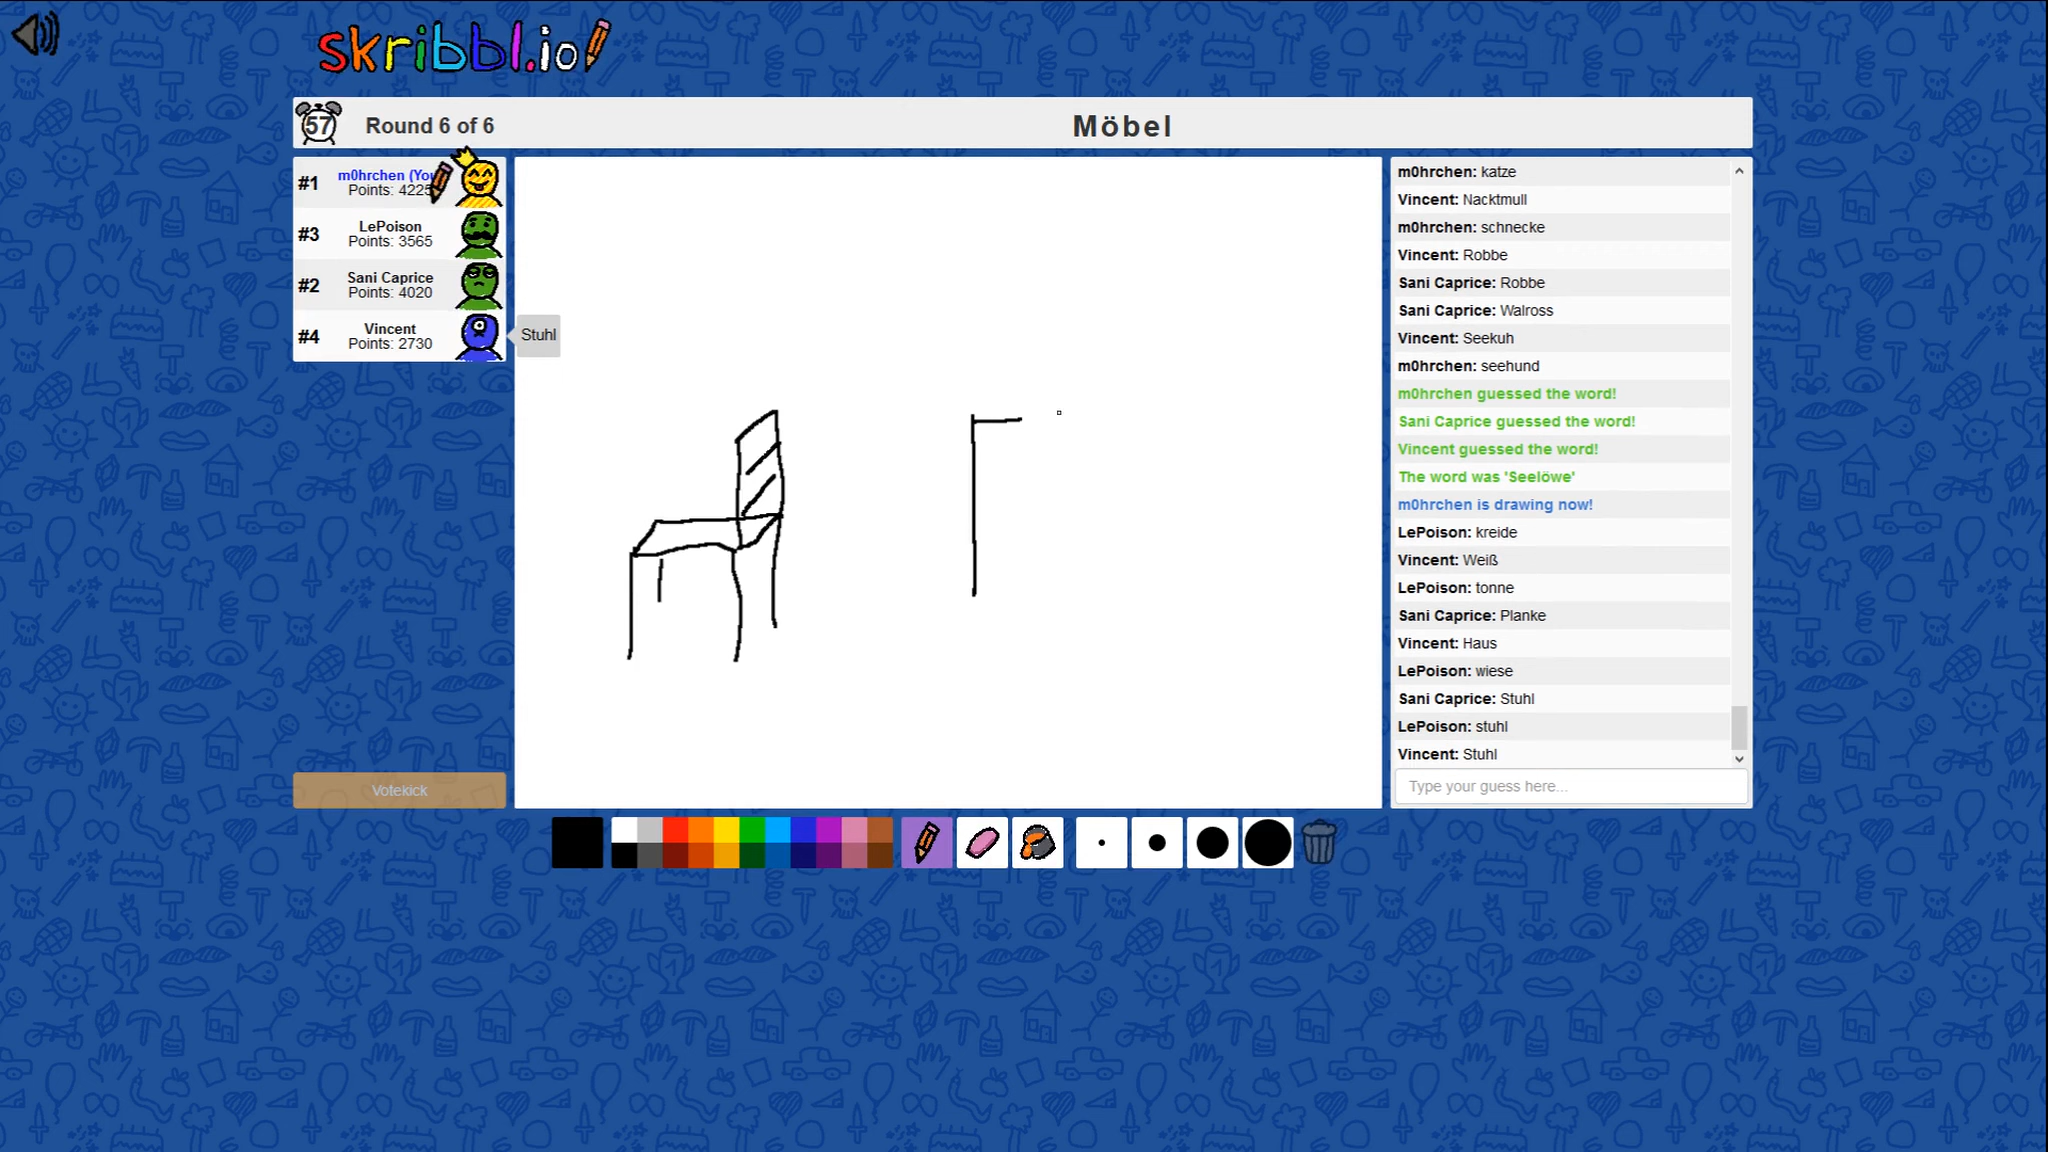 skribbl.io
57
Round 6 of 6
Möbel
#1
m0hrchen (You
Points: 4225
#3
LePoison
Points: 3565
#2
Sani Caprice
Points: 4020
#4
Vincent
Points: 2730
Stuhl
Votekick
m0hrchen: katze
Vincent: Nacktmull
m0hrchen: schnecke
Vincent: Robbe
Sani Caprice: Robbe
Sani Caprice: Walross
Vincent: Seekuh
m0hrchen: seehund
m0hrchen guessed the word!
Sani Caprice guessed the word!
Vincent guessed the word!
The word was 'Seelöwe'
m0hrchen is drawing now!
LePoison: kreide
Vincent: Weiß
LePoison: tonne
Sani Caprice: Planke
Vincent: Haus
LePoison: wiese
Sani Caprice: Stuhl
LePoison: stuhl
Vincent: Stuhl
Type your guess here...